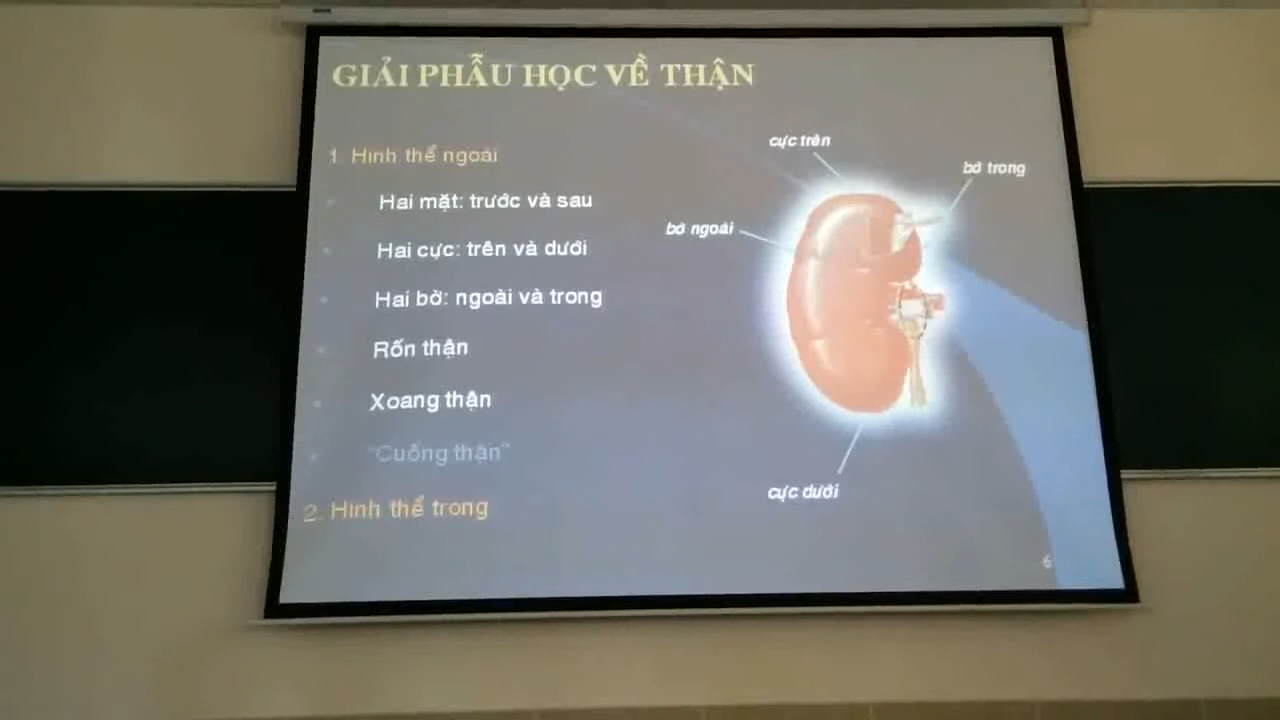 GIẢI PHẪU HỌC VỀ THẬN
1. Hình thể ngoài
Hai mặt: trước và sau
Hai cực: trên và dưới
Hai bờ: ngoài và trong
Rốn thận
Xoang thận
"Cuống thận"
2. Hình thể trong
cực trên
bờ trong
bờ ngoài
cực dưới
6